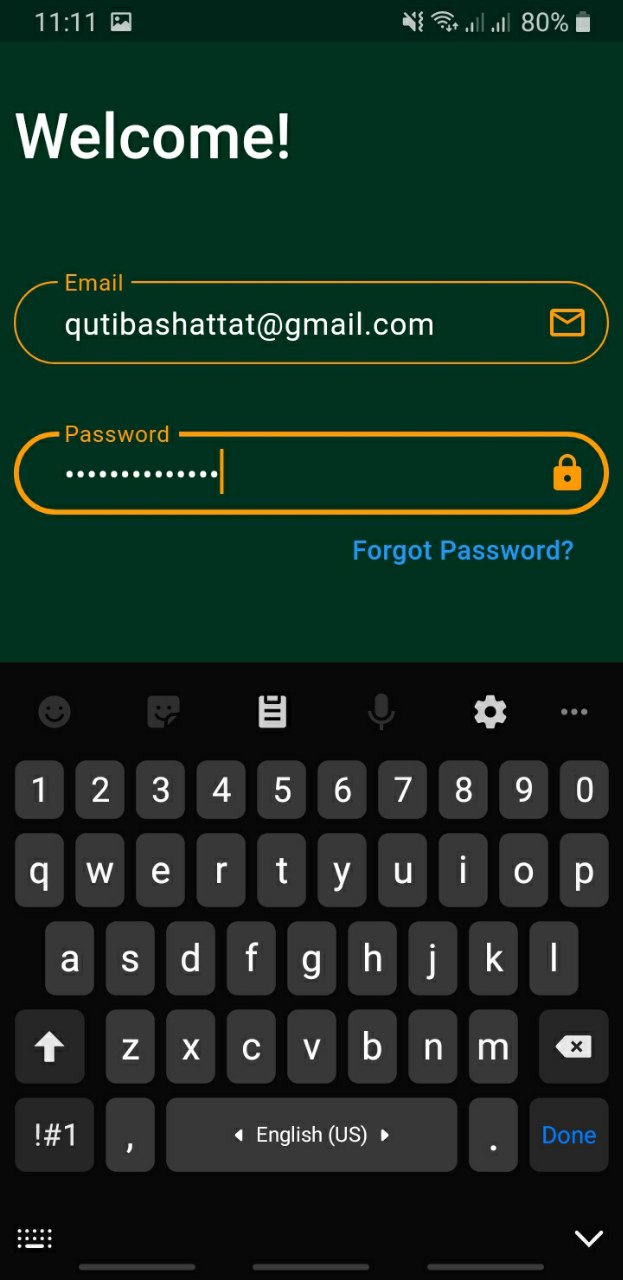 11:11 80%
Welcome!
Email
qutibashattat@gmail.com
Password
••••••••••••••
Forgot Password?
1 2 3 4 5 6 7 8 9 0
q w e r t y u i o p
a s d f g h j k l
z x c v b n m
!#1 , English (US) . Done